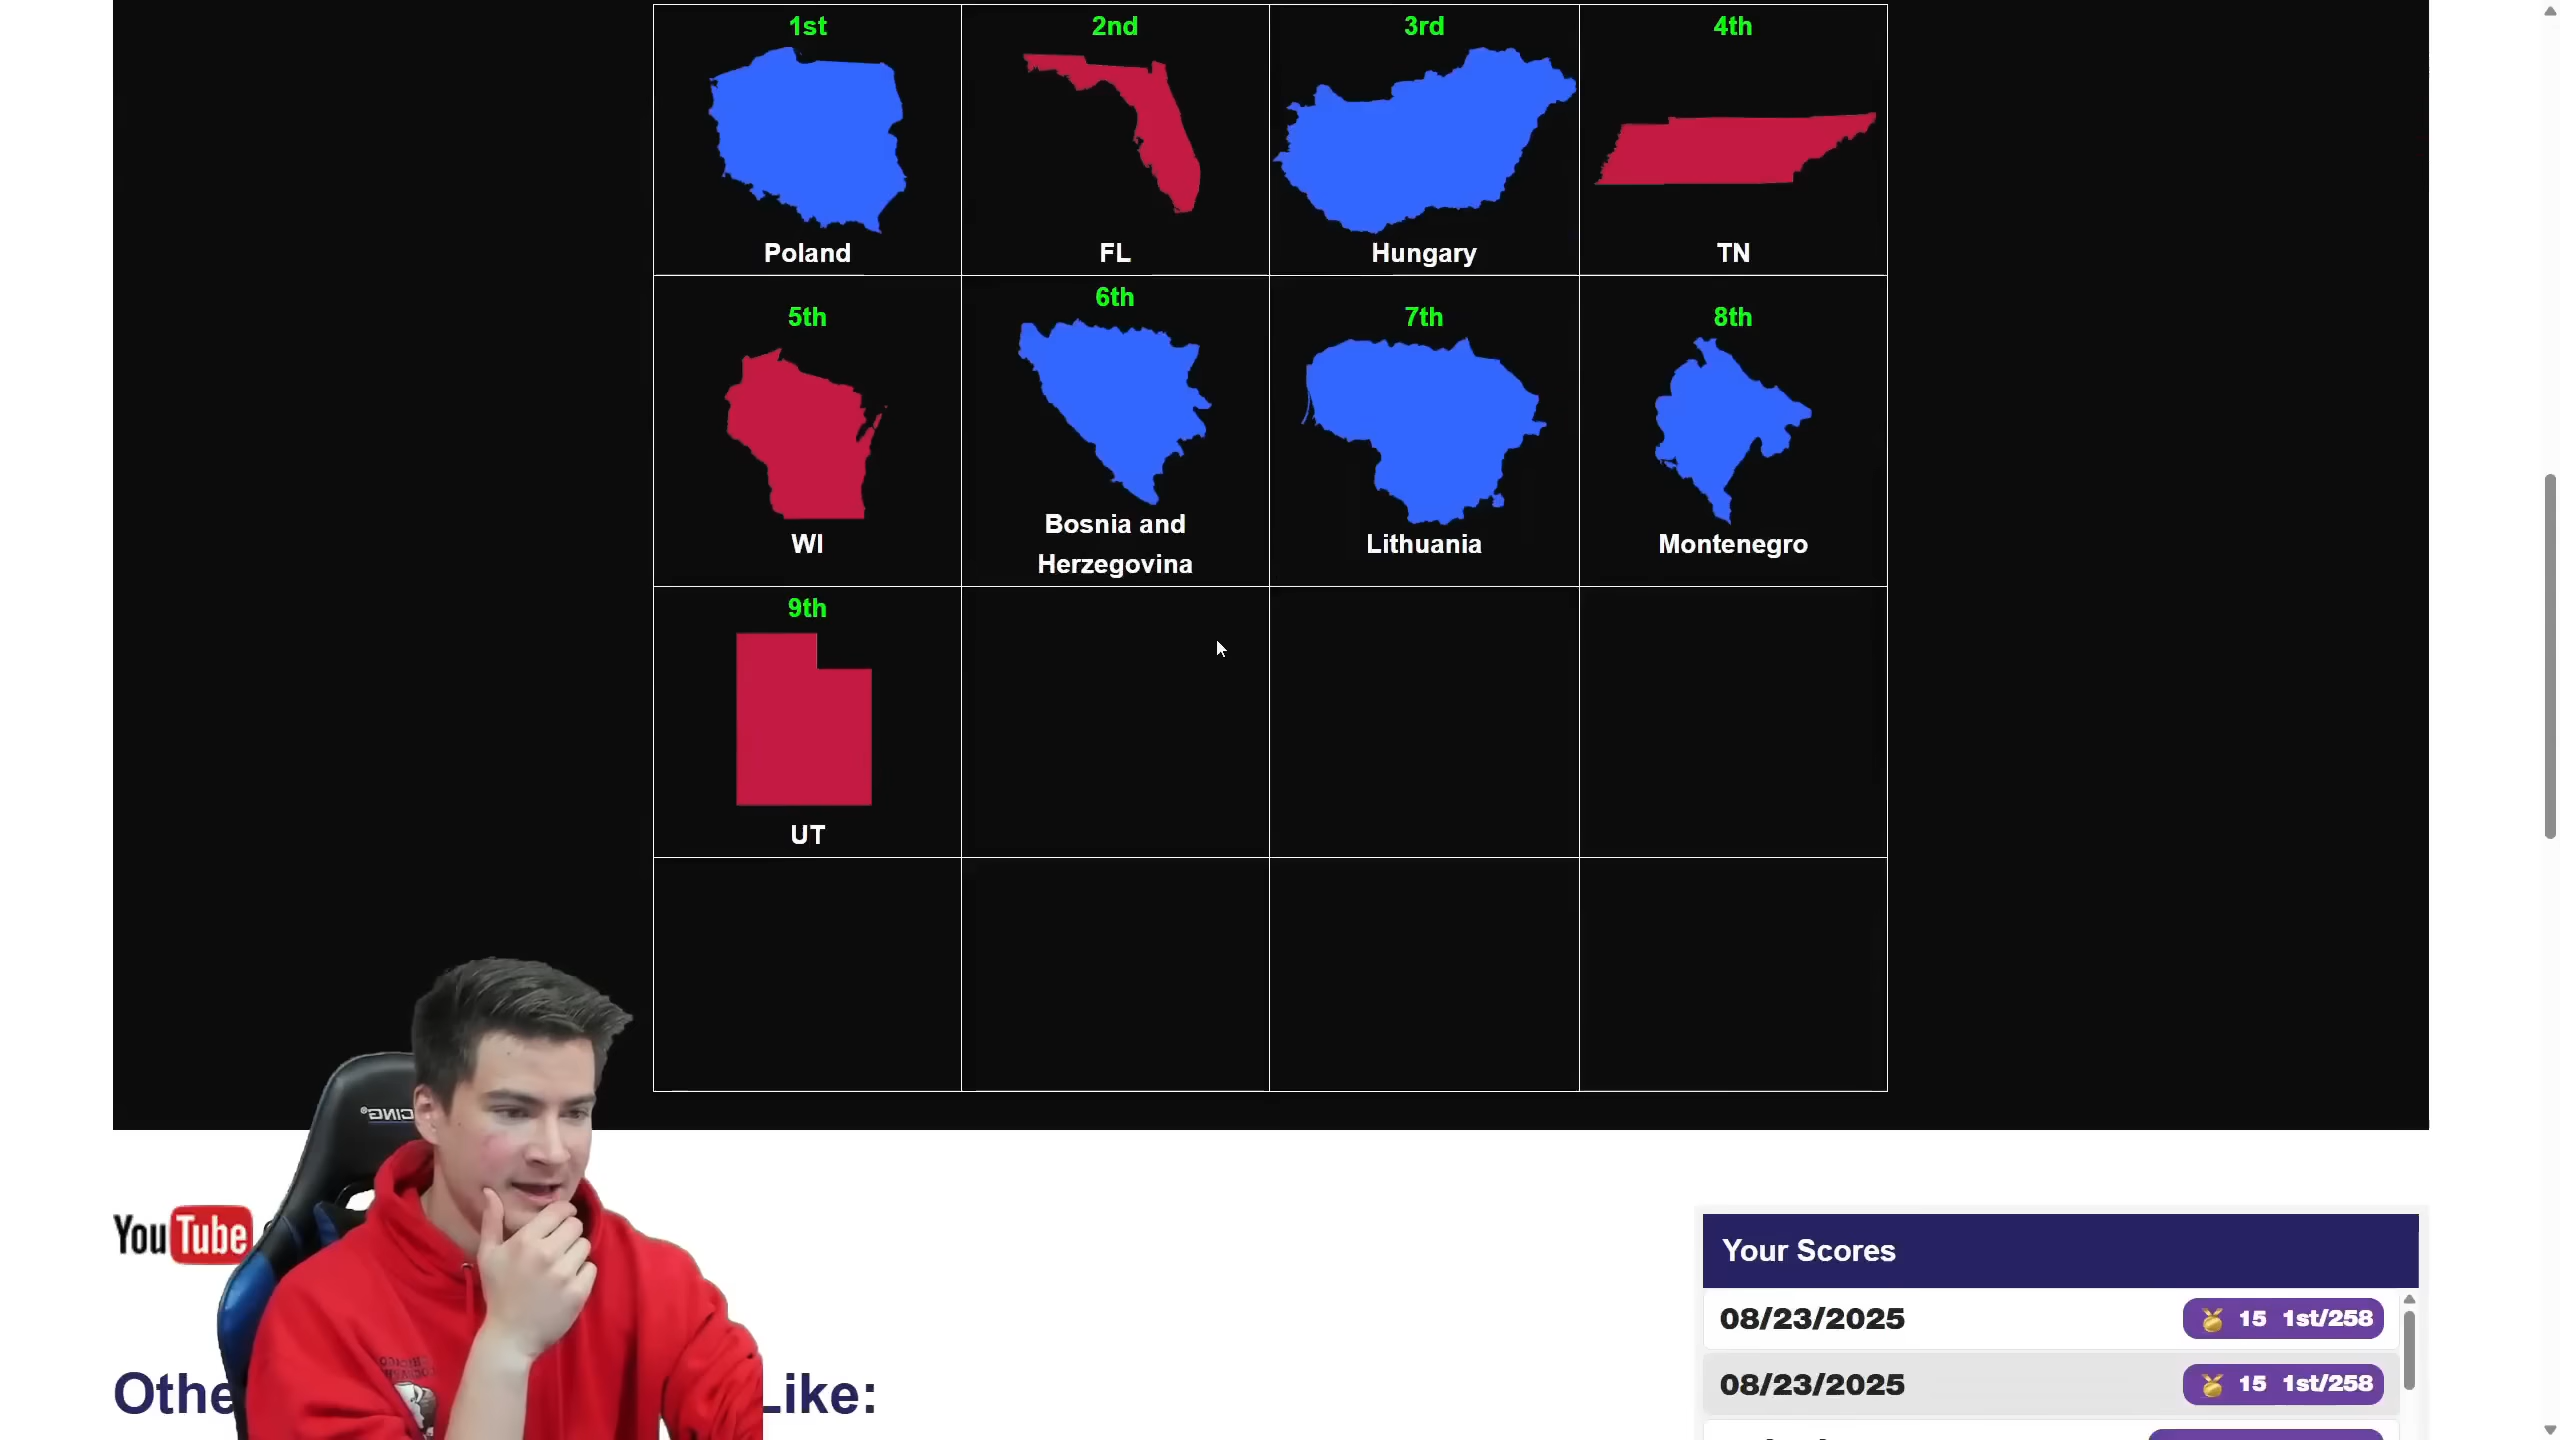 1st
2nd
3rd
4th
Poland
FL
Hungary
TN
5th
6th
7th
8th
WI
Bosnia and
Herzegovina
Lithuania
Montenegro
9th
UT
YouTube
Your Scores
08/23/2025
15 1st/258
08/23/2025
15 1st/258
Othe
Like: